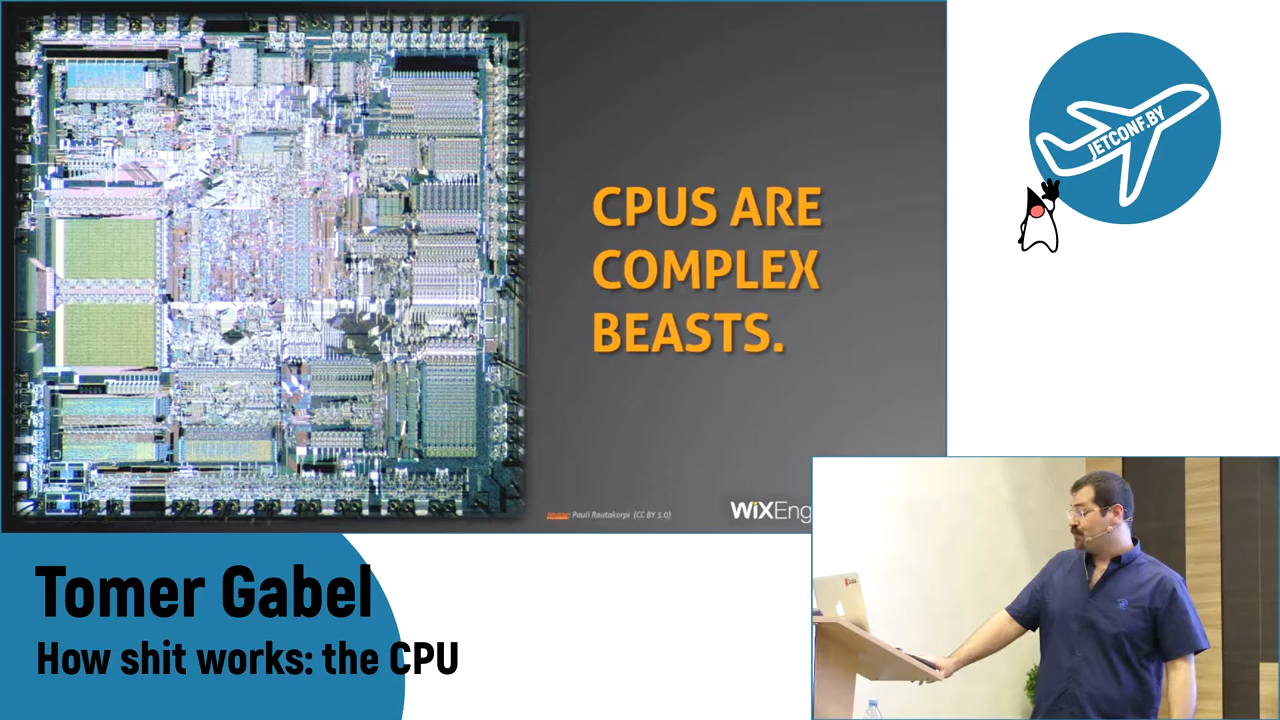 CPUS ARE
COMPLEX
BEASTS.
Pauli Rautakorpi (CC BY 3.0)
WiXEng
JETCONF.BY
Tomer Gabel
How shit works: the CPU